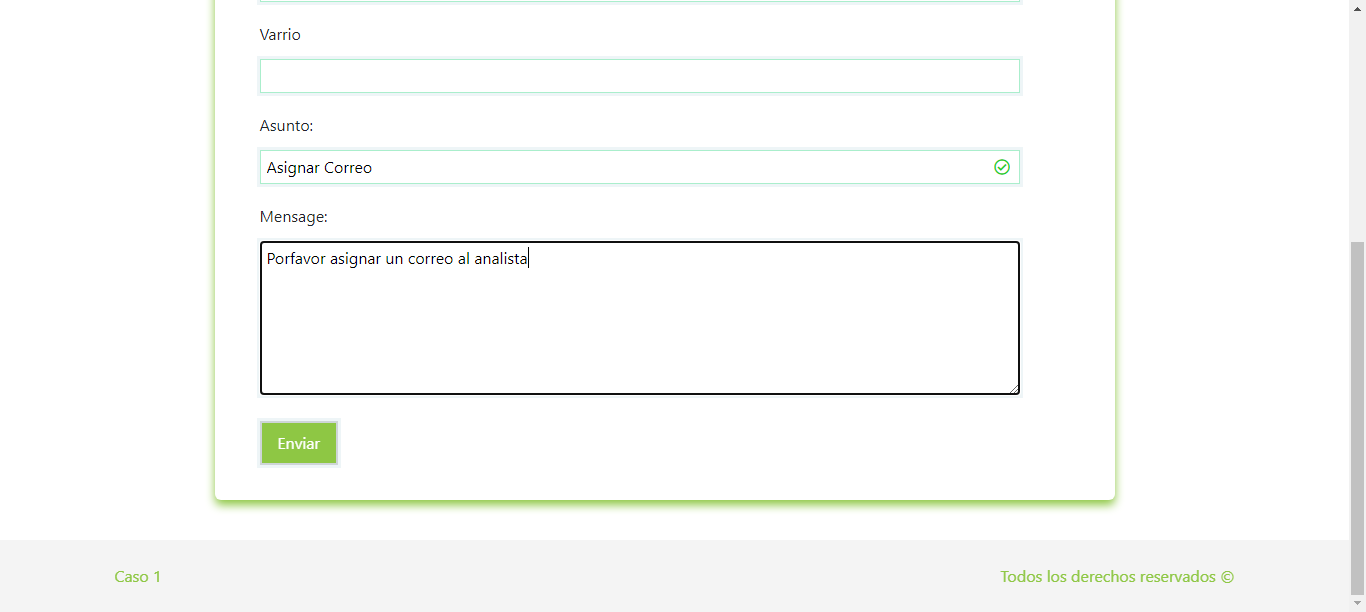 Varrio
Asunto:
Asignar Correo
Mensage:
Porfavor asignar un correo al analista
Enviar
Caso 1
Todos los derechos reservados ©